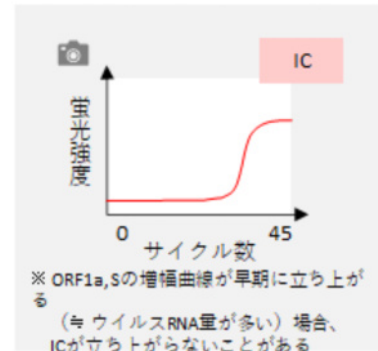 IC
蛍光強度
0
45
サイクル数
※ ORF1a,Sの増幅曲線が早期に立ち上が
る
（≒ ウイルスRNA量が多い）場合、
ICが立ち上がらないことがある